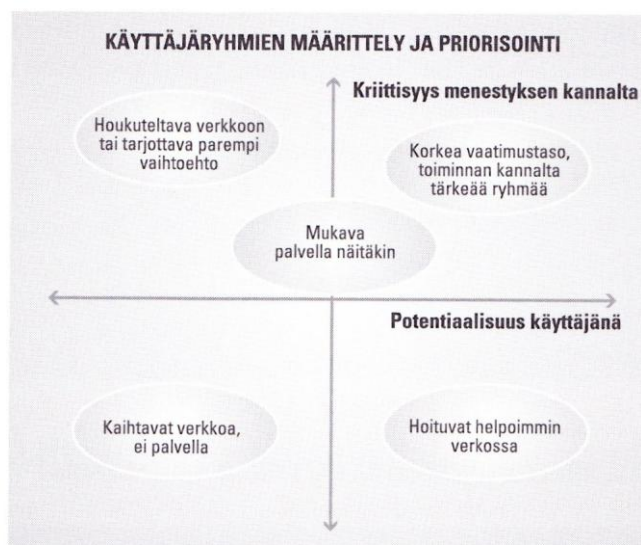 KÄYTTÄJÄRYHMIEN MÄÄRITTELY JA PRIORISOINTI
Kriittisyys menestyksen kannalta
Houkuteltava verkkoon
tai tarjottava parempi
vaihtoehto
Korkea vaatimustaso,
toiminnan kannalta
tärkeää ryhmää
Mukava
palvella näitäkin
Potentiaalisuus käyttäjänä
Kaihtavat verkkoa,
ei palvella
Hoituvat helpoimmin
verkossa